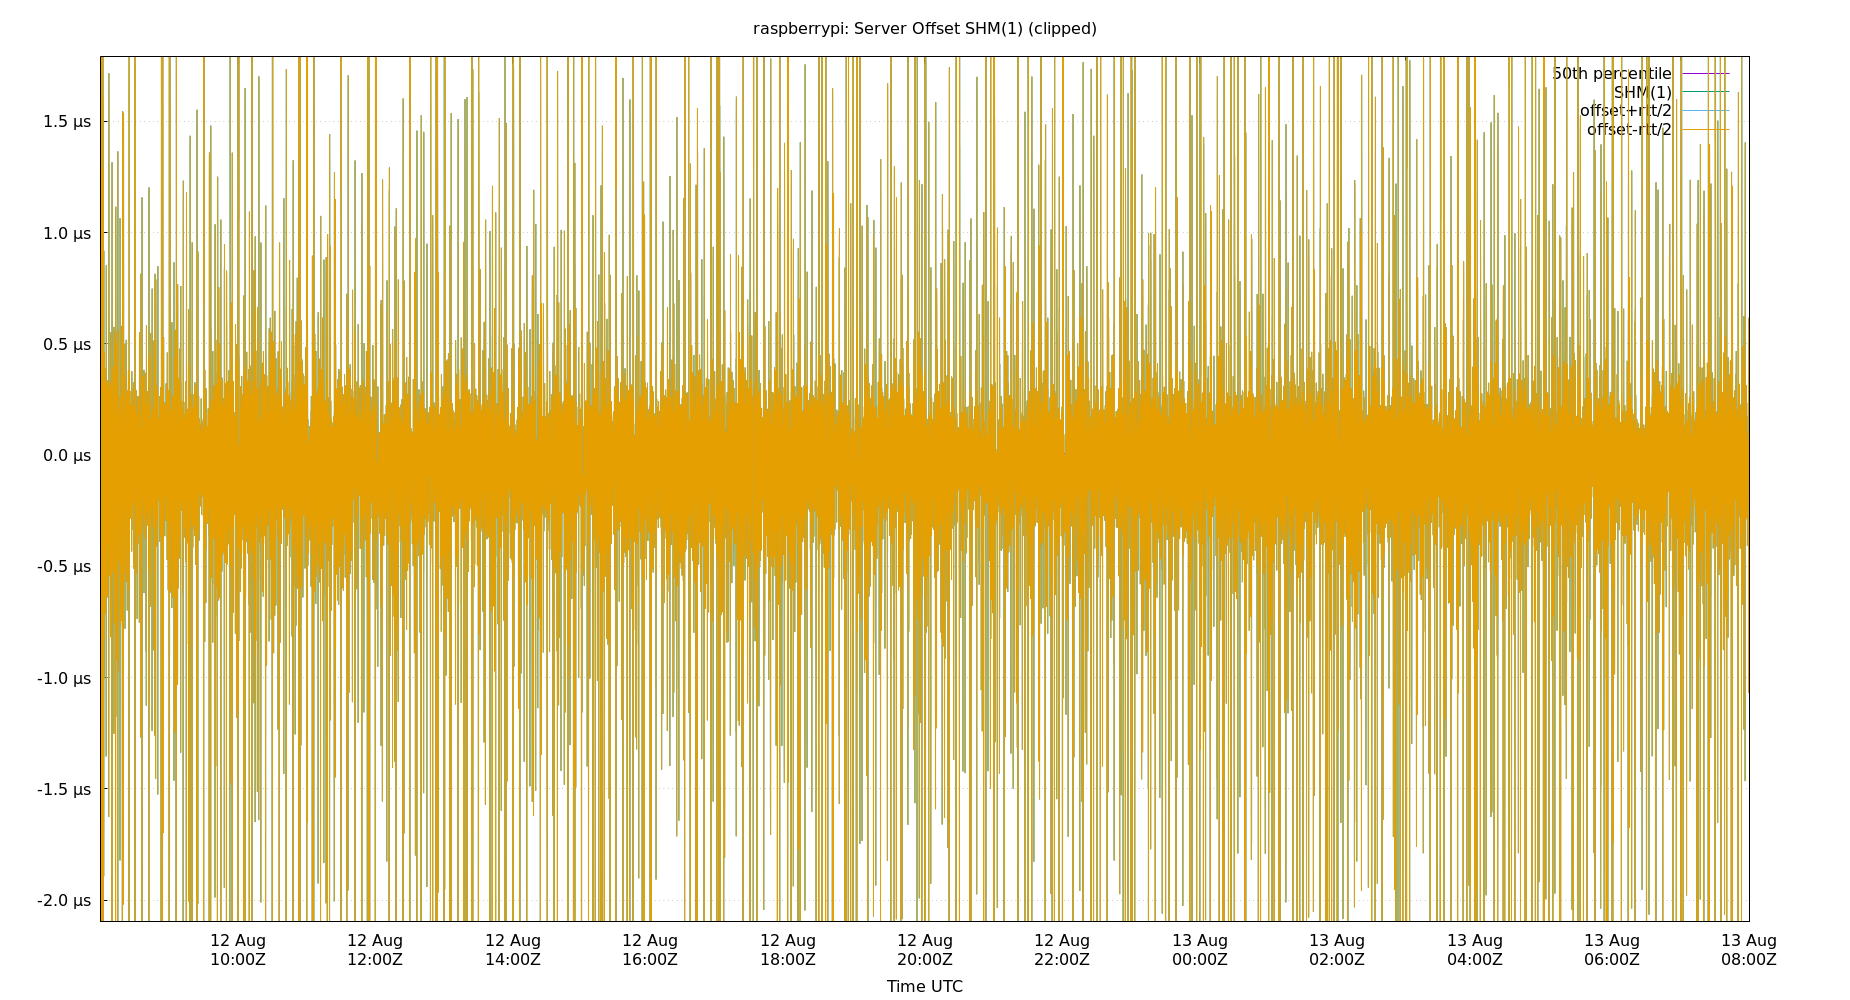 raspberrypi: Server Offset SHM(1) (clipped)
50th percentile
SHM(1)
offset+rtt/2
offset-rtt/2
1.5 µs
1.0 µs
0.5 µs
0.0 µs
-0.5 µs
-1.0 µs
-1.5 µs
-2.0 µs
12 Aug 12 Aug 12 Aug 12 Aug 12 Aug 12 Aug 12 Aug 13 Aug 13 Aug 13 Aug 13 Aug 13 Aug
10:00Z 12:00Z 14:00Z 16:00Z 18:00Z 20:00Z 22:00Z 00:00Z 02:00Z 04:00Z 06:00Z 08:00Z
Time UTC